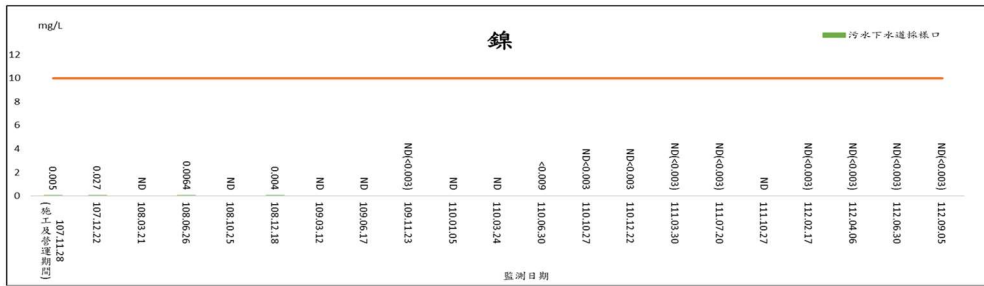 mg/L
鎳
污水下水道採樣口
12
10
8
6
4
2
0
0.005
0.027
ND
0.0064
ND
0.004
ND
ND
ND(<0.003)
ND
ND
<0.009
ND<0.003
ND<0.003
ND(<0.003)
ND(<0.003)
ND
ND(<0.003)
ND(<0.003)
ND(<0.003)
ND(<0.003)
107.11.28
(施工及營運期間)
107.12.22
108.03.21
108.06.26
108.10.25
108.12.18
109.03.12
109.06.17
109.11.23
110.01.05
110.03.24
110.06.30
110.10.27
110.12.22
111.03.30
111.07.20
111.10.27
112.02.17
112.04.06
112.06.30
112.09.05
監測日期